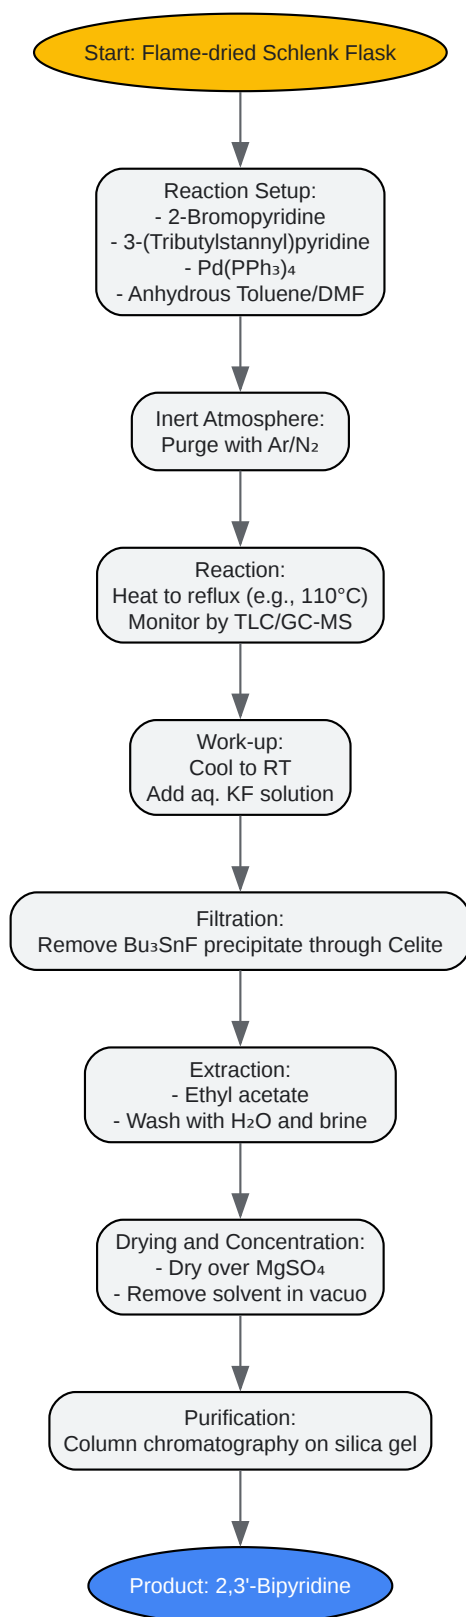 Start: Flame-dried Schlenk Flask
Reaction Setup:
- 2-Bromopyridine
- 3-(Tributylstannyl)pyridine
- Pd(PPh₃)₄
- Anhydrous Toluene/DMF
Inert Atmosphere:
Purge with Ar/N₂
Reaction:
Heat to reflux (e.g., 110°C)
Monitor by TLC/GC-MS
Work-up:
Cool to RT
Add aq. KF solution
Filtration:
Remove Bu₃SnF precipitate through Celite
Extraction:
- Ethyl acetate
- Wash with H₂O and brine
Drying and Concentration:
- Dry over MgSO₄
- Remove solvent in vacuo
Purification:
Column chromatography on silica gel
Product: 2,3'-Bipyridine